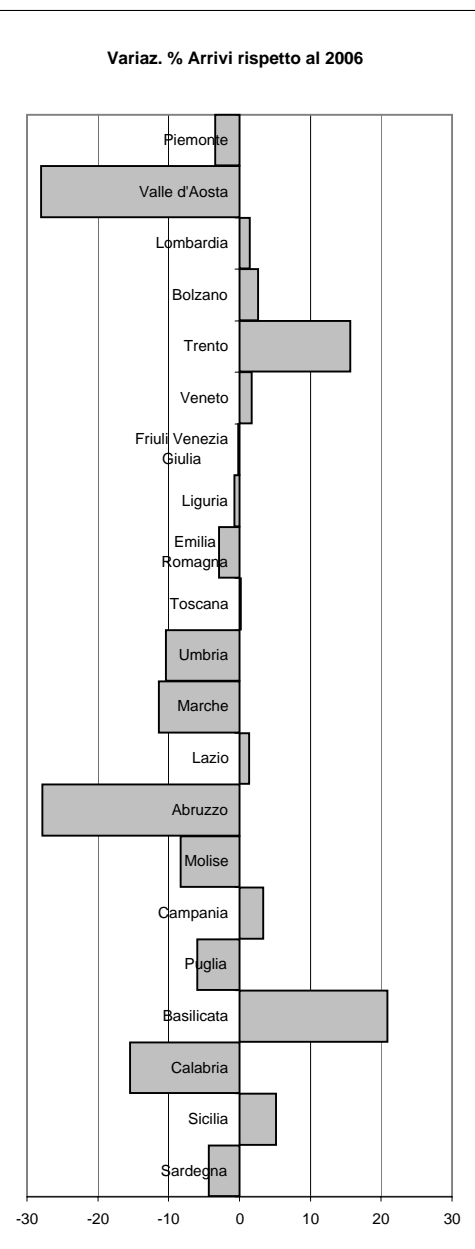 Variaz. % Arrivi rispetto al 2006
Piemonte
Valle d'Aosta
Lombardia
Bolzano
Trento
Veneto
Friuli Venezia
Giulia
Liguria
Emilia
Romagna
Toscana
Umbria
Marche
Lazio
Abruzzo
Molise
Campania
Puglia
Basilicata
Calabria
Sicilia
Sardegna
-30 -20 -10 0 10 20 30